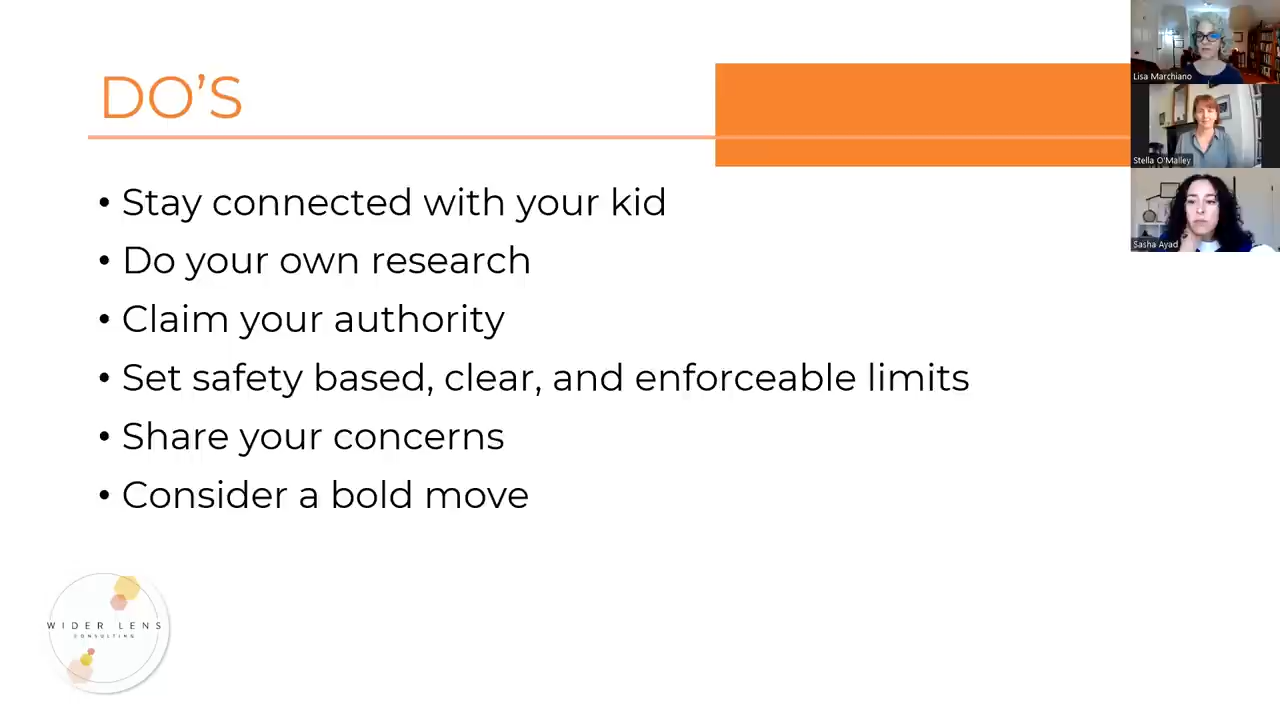 DO'S
Lisa Marchiano
Stella O'Malley
Sasha Ayad
• Stay connected with your kid
• Do your own research
• Claim your authority
• Set safety based, clear, and enforceable limits
• Share your concerns
• Consider a bold move
WIDER LENS
CONSULTING